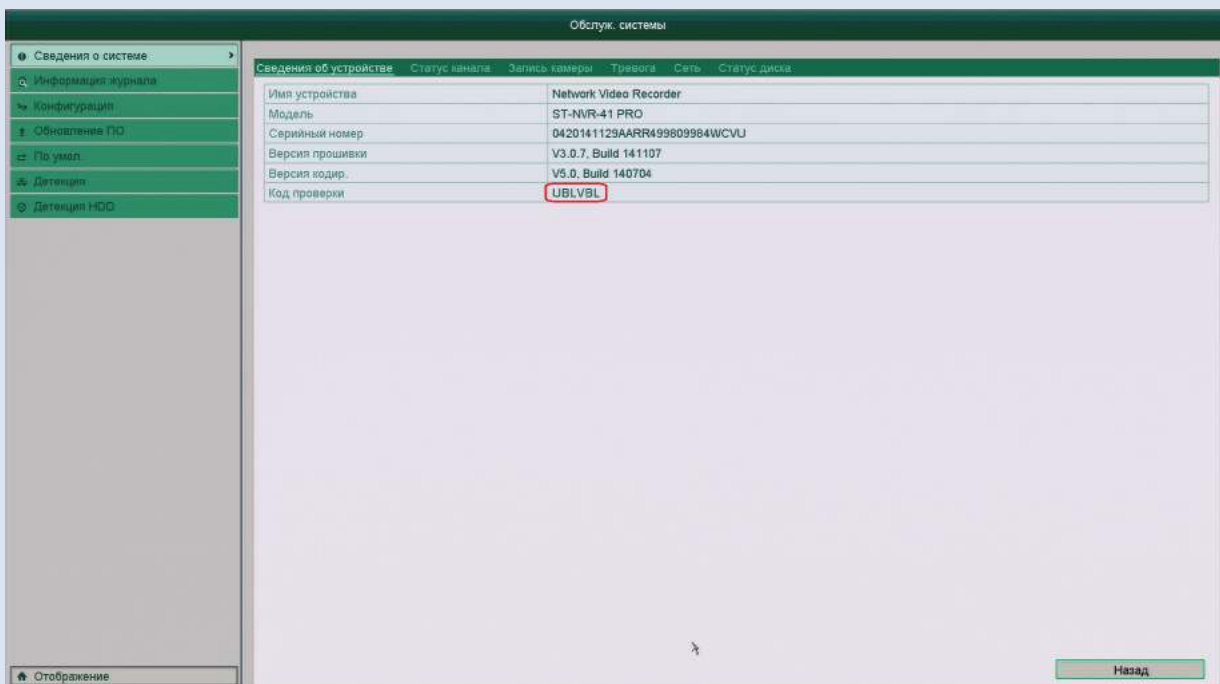 Обслуж. системы
Сведения о системе
Информация журнала
Конфигурация
Обновление ПО
По умол.
Детекция
Детекция HDD
Отображение
Сведения об устройстве Статус канала Запись камеры Тревога Сеть Статус диска
Имя устройства Network Video Recorder
Модель ST-NVR-41 PRO
Серийный номер 0420141129AARR499809984WCVU
Версия прошивки V3.0.7, Build 141107
Версия кодир. V5.0, Build 140704
Код проверки UBLVBL
Назад